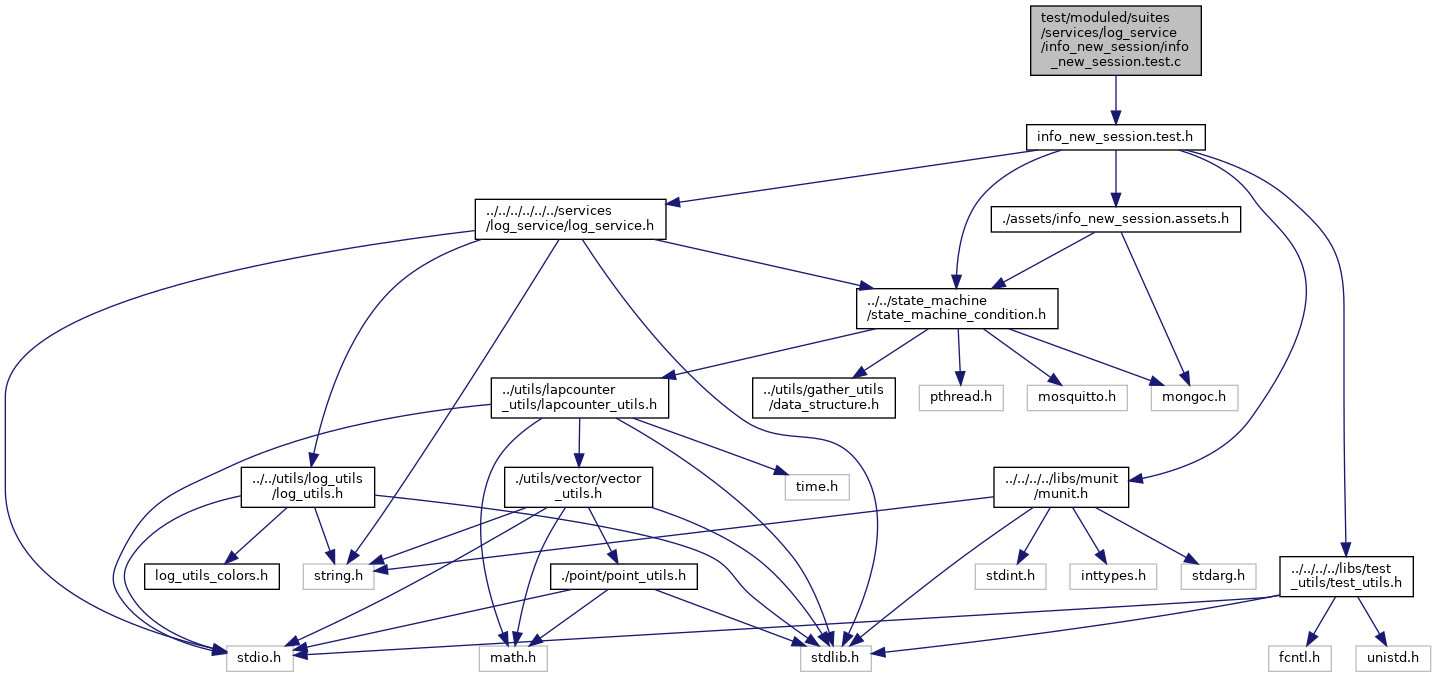 test/moduled/suites
/services/log_service
/info_new_session/info
_new_session.test.c
info_new_session.test.h
../../../../../../services
/log_service/log_service.h
./assets/info_new_session.assets.h
../../state_machine
/state_machine_condition.h
../utils/lapcounter
_utils/lapcounter_utils.h
../utils/gather_utils
/data_structure.h
pthread.h
mosquitto.h
mongoc.h
../../utils/log_utils
/log_utils.h
./utils/vector/vector
_utils.h
time.h
../../../../libs/munit
/munit.h
log_utils_colors.h
string.h
./point/point_utils.h
stdint.h
inttypes.h
stdarg.h
../../../../libs/test
_utils/test_utils.h
stdio.h
math.h
stdlib.h
fcntl.h
unistd.h